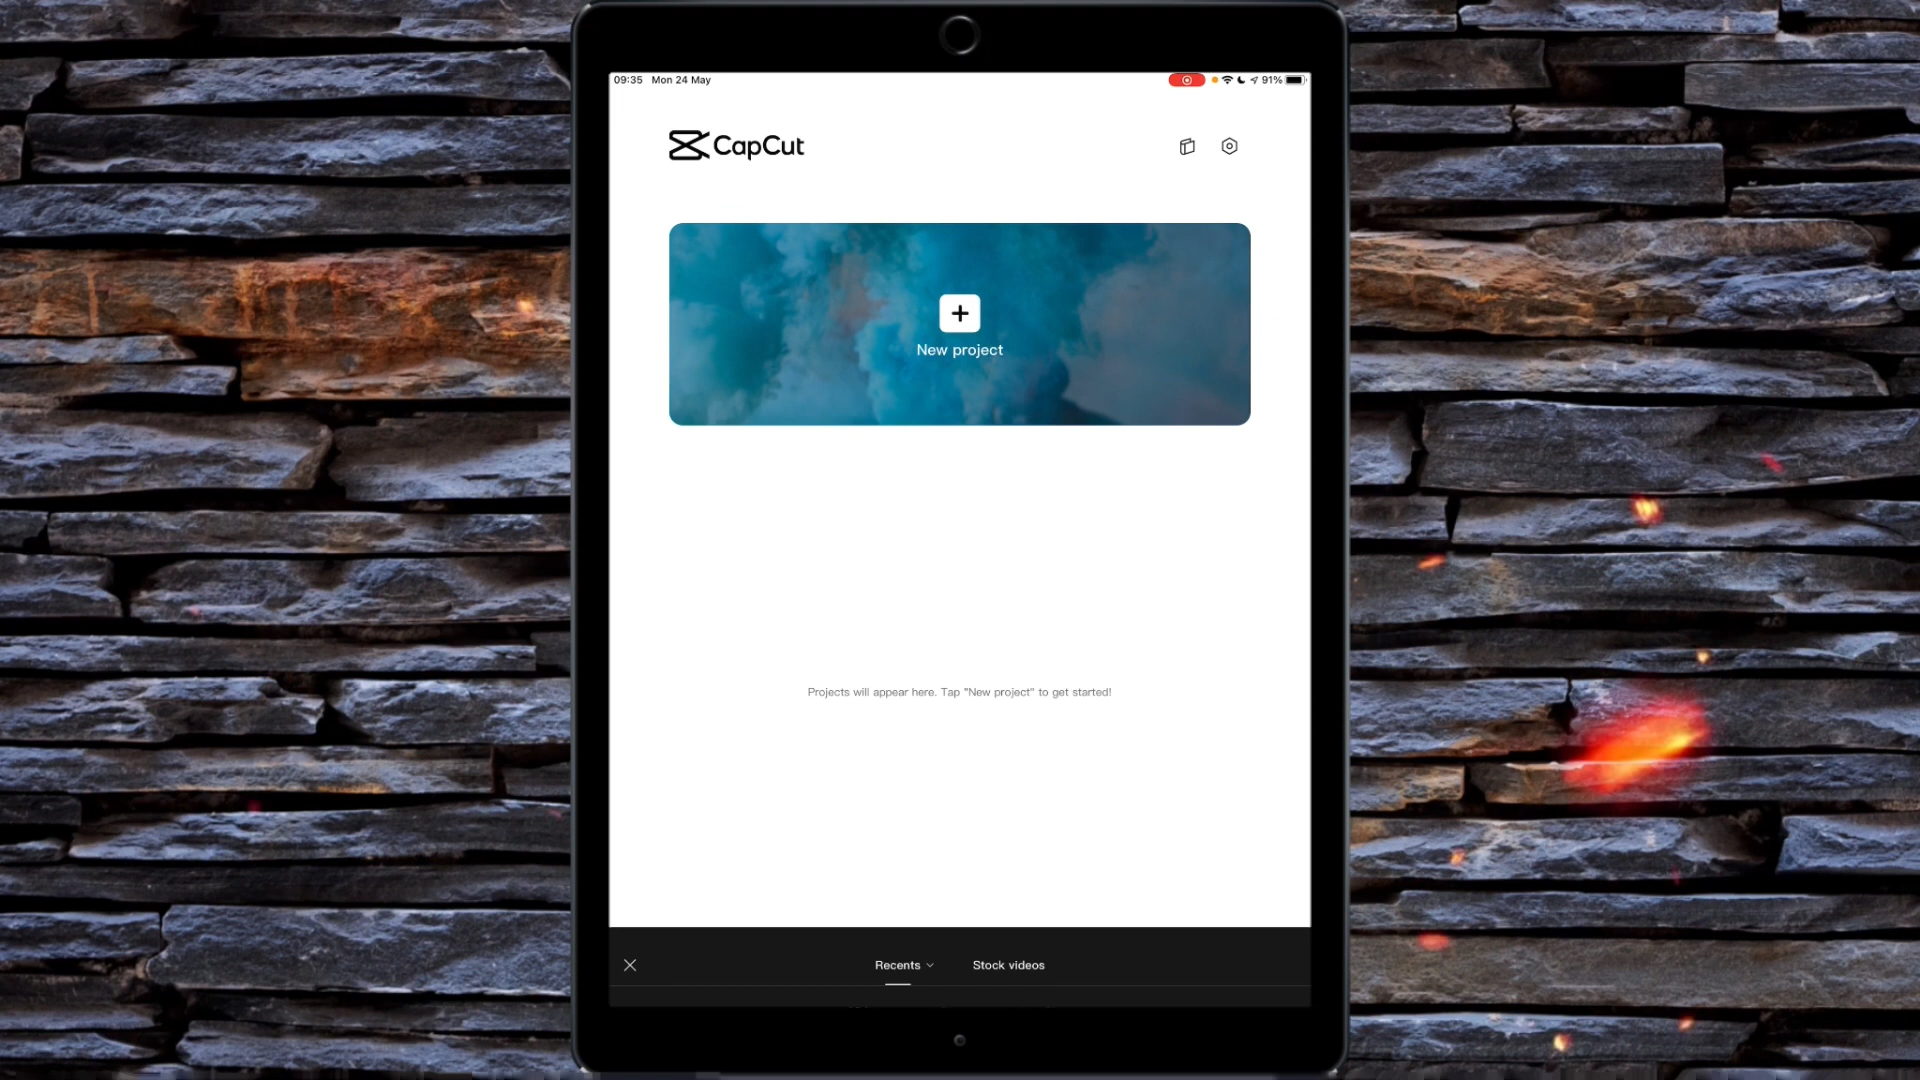 09:35 Mon 24 May
91%
CapCut
New project
Projects will appear here. Tap "New project" to get started!
Recents
Stock videos